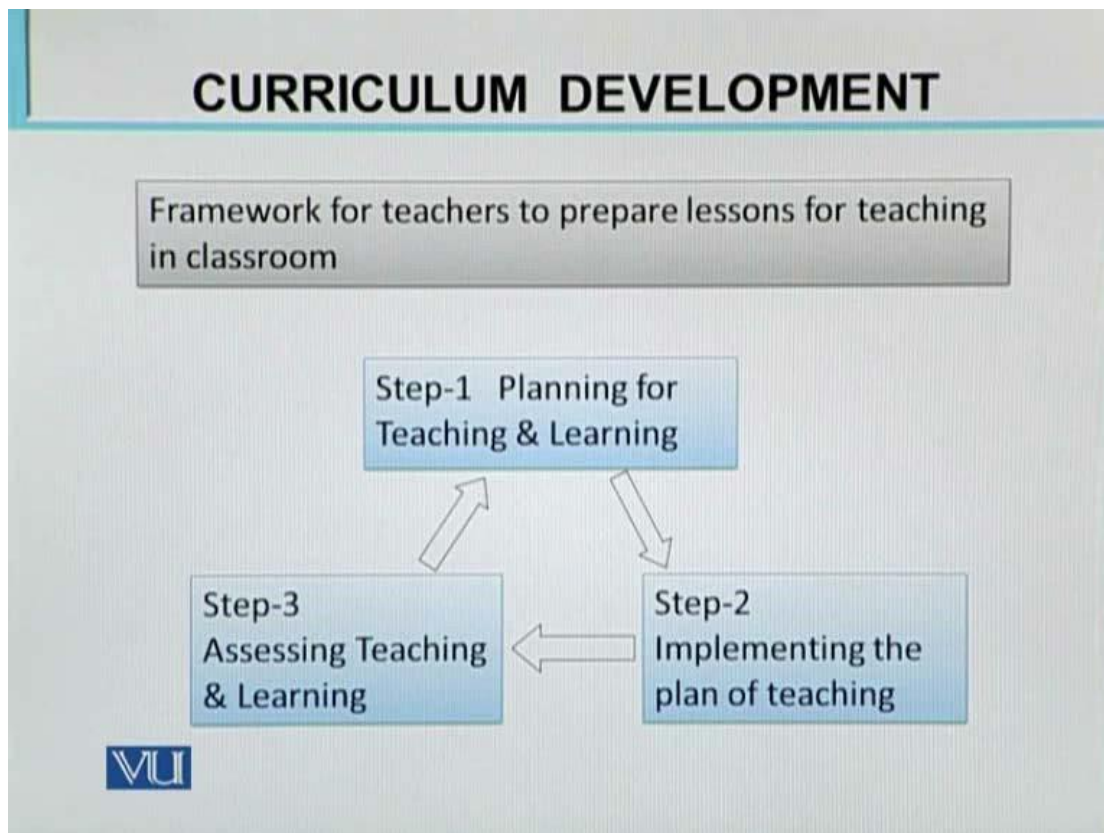 CURRICULUM DEVELOPMENT
Framework for teachers to prepare lessons for teaching
in classroom
Step-1 Planning for
Teaching & Learning
Step-3
Assessing Teaching
& Learning
Step-2
Implementing the
plan of teaching
VU